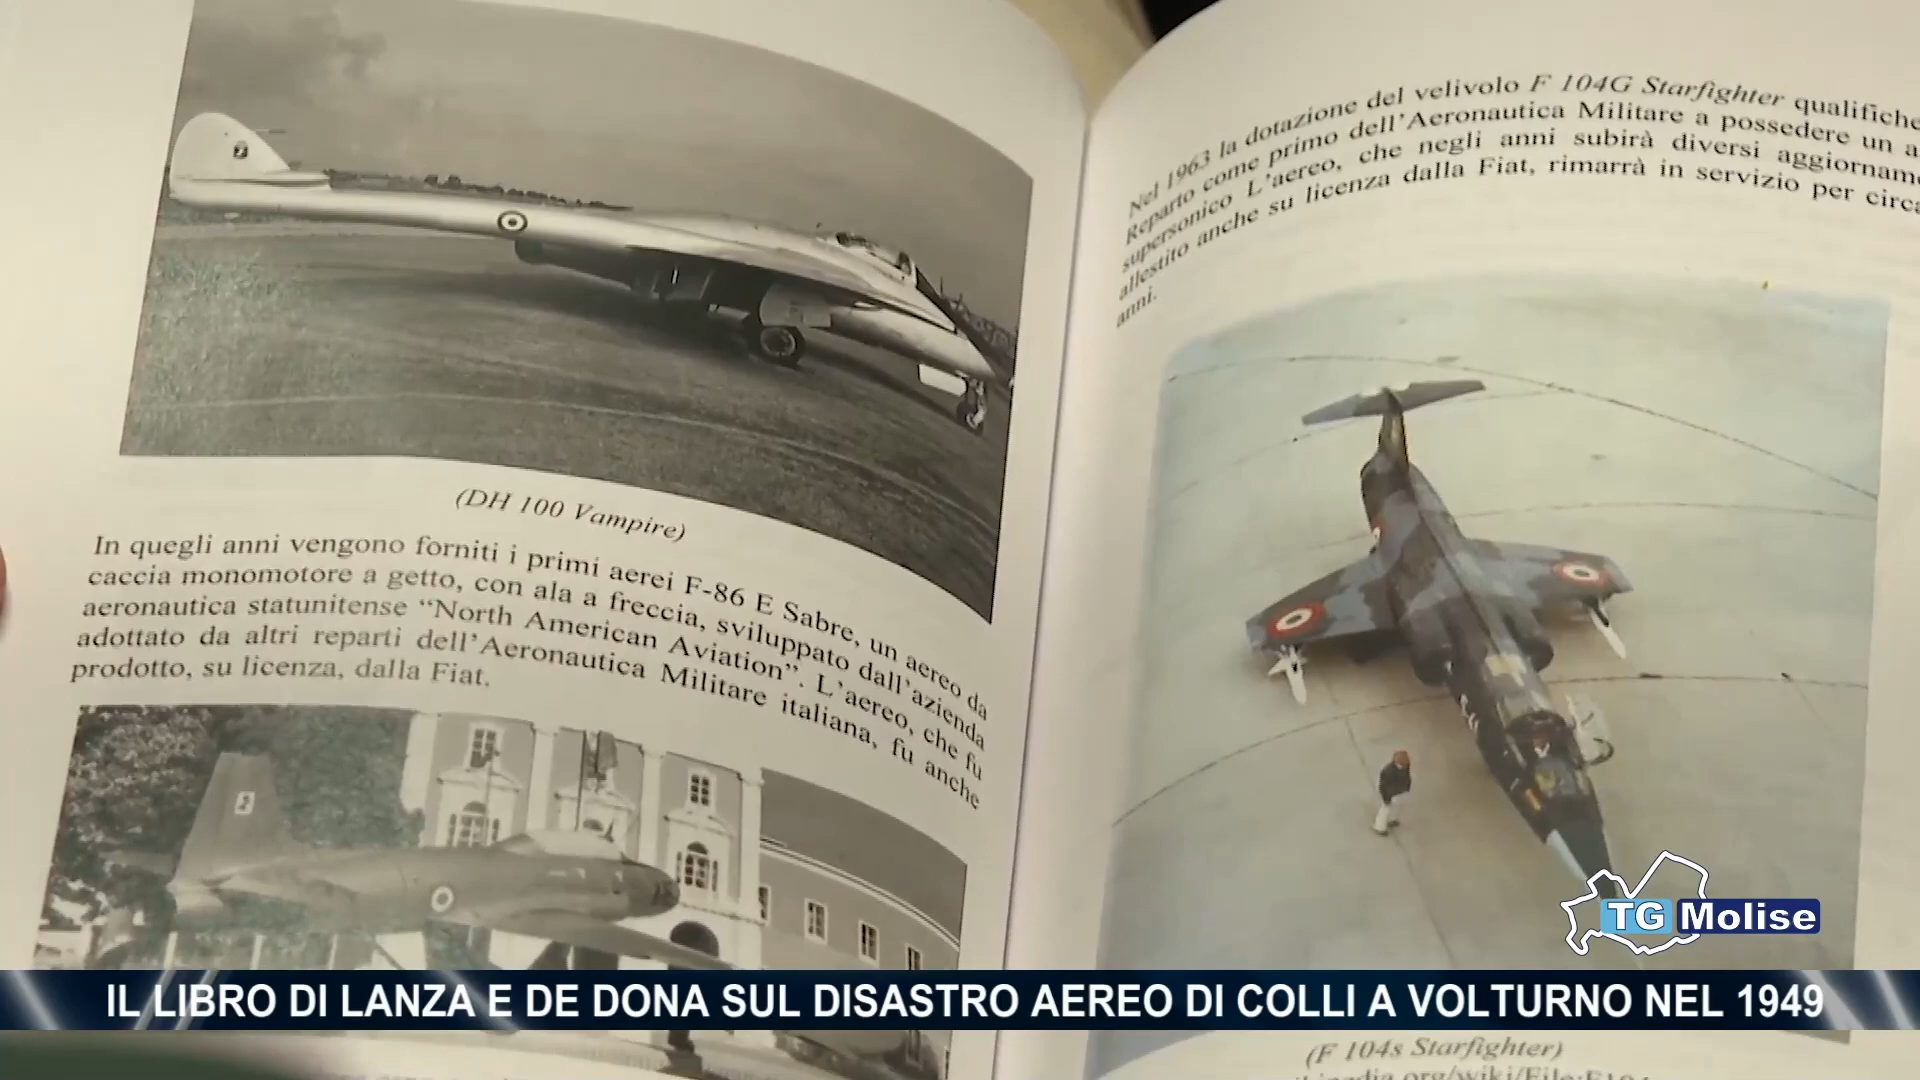 (DH 100 Vampire)
In quegli anni vengono forniti i primi aerei F-86 E Sabre, un aereo da
caccia monomotore a getto, con ala a freccia, sviluppato dall'azienda
aeronautica statunitense “North American Aviation”. L'aereo, che fu
adottato da altri reparti dell'Aeronautica Militare italiana, fu anche
prodotto, su licenza, dalla Fiat.
Nel 1963 la dotazione del velivolo F 104G Starfighter qualifiche
Reparto come primo dell'Aeronautica Militare a possedere un a
supersonico L'aereo, che negli anni subirà diversi aggiorname
allestito anche su licenza dalla Fiat, rimarrà in servizio per circa
anni.
TG Molise
IL LIBRO DI LANZA E DE DONA SUL DISASTRO AEREO DI COLLI A VOLTURNO NEL 1949
(F 104s Starfighter)